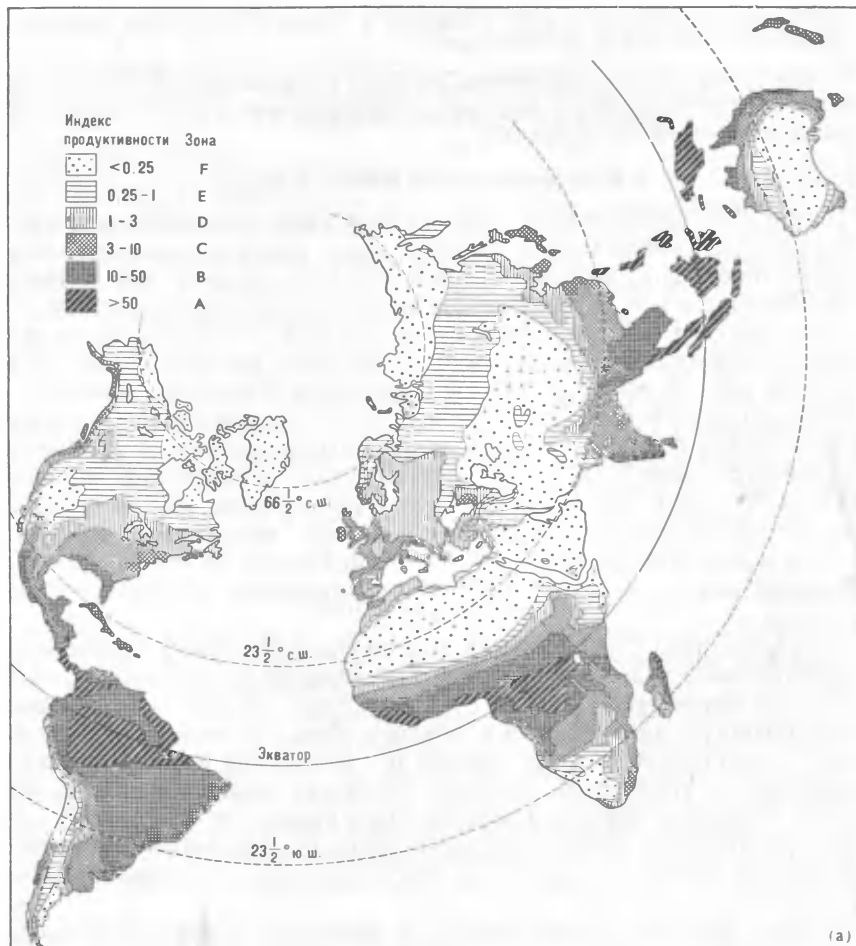 Индекс
продуктивности Зона
<0.25 F
0.25-1 E
1-3 D
3-10 C
10-50 B
>50 A
66 1/2° с.ш.
23 1/2° с.ш.
Экватор
23 1/2° ю ш.
(а)